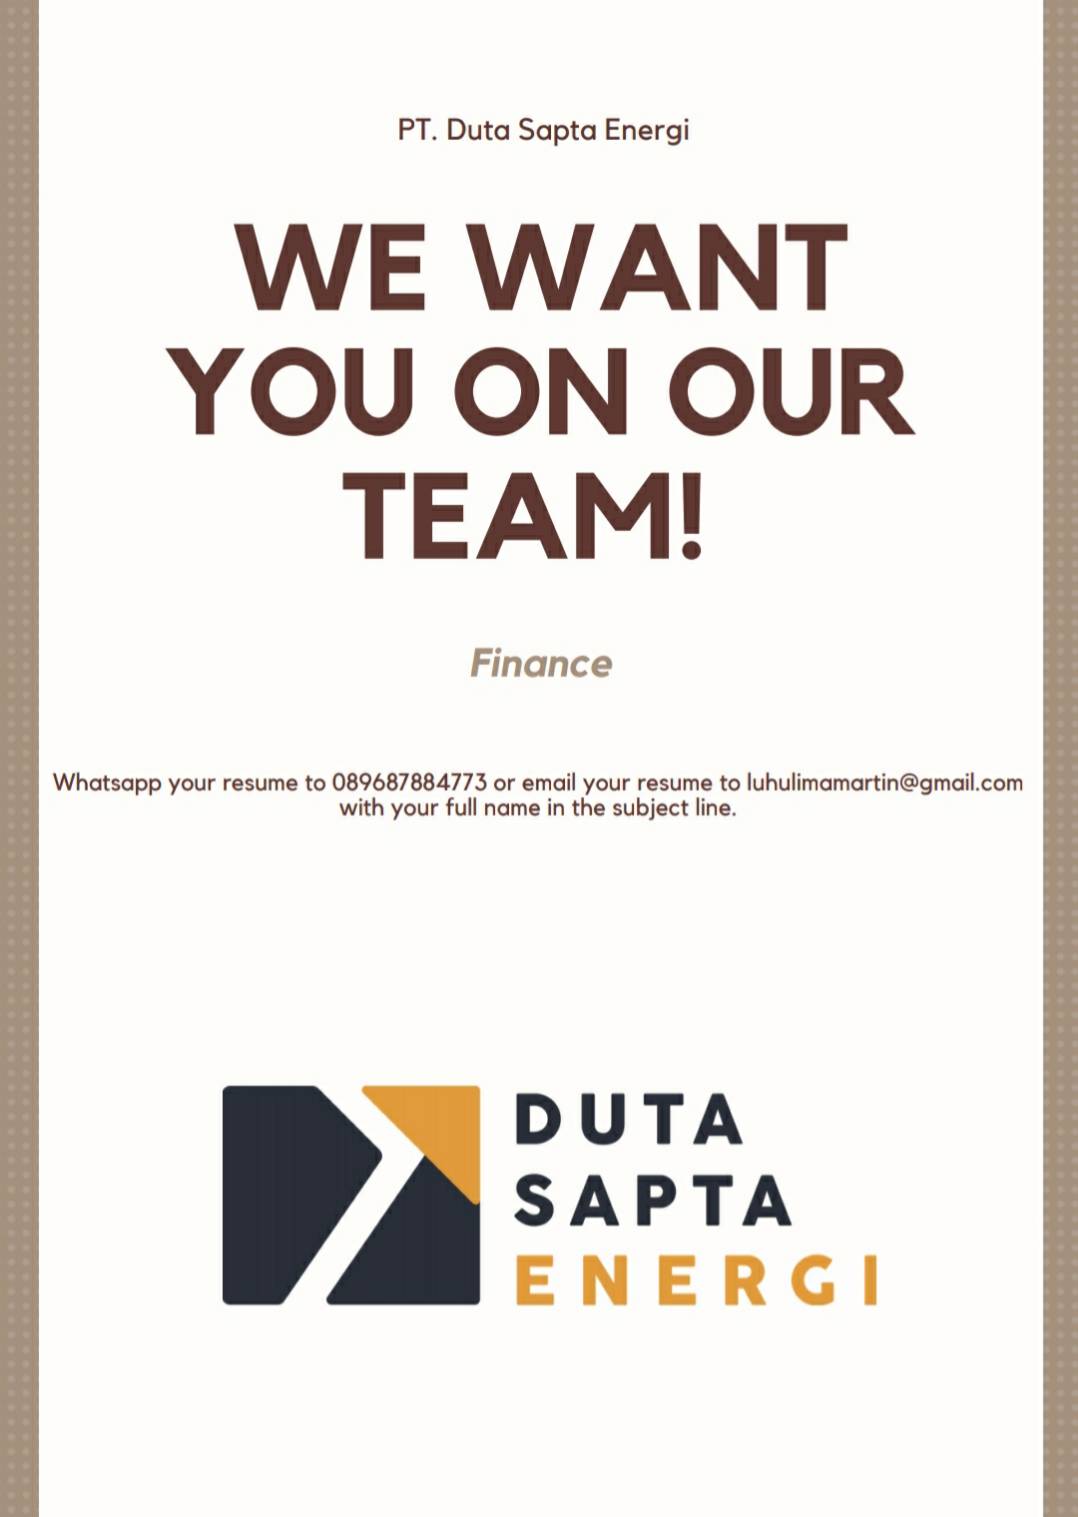 PT. Duta Sapta Energi
WE WANT
YOU ON OUR
TEAM!
Finance
Whatsapp your resume to 089687884773 or email your resume to luhulimamartin@gmail.com
with your full name in the subject line.
DUTA
SAPTA
ENERGI